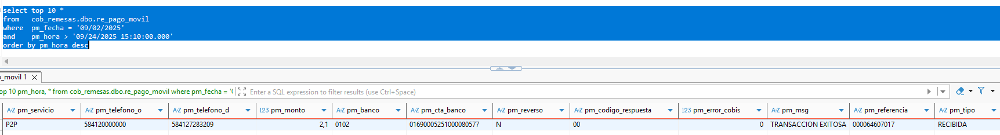 select top 10 *
from   cob_remesas.dbo.re_pago_movil
where  pm_fecha = '09/02/2025'
and    pm_hora > '09/24/2025 15:10:00.000'
order by pm_hora desc
_movil 1
op 10 pm_hora, * from cob_remesas.dbo.re_pago_movil where pm_fecha = '( Enter a SQL expression to filter results (use Ctrl+Space)
A-Z pm_servicio A-Z pm_telefono_o A-Z pm_telefono_d 123 pm_monto A-Z pm_banco A-Z pm_cta_banco A-Z pm_reverso A-Z pm_codigo_respuesta 123 pm_error_cobis A-Z pm_msg A-Z pm_referencia A-Z pm_tipo
P2P 584120000000 584127283209 2,1 0102 01690005251000080577 N 00 0 TRANSACCION EXITOSA 000064607017 RECIBIDA